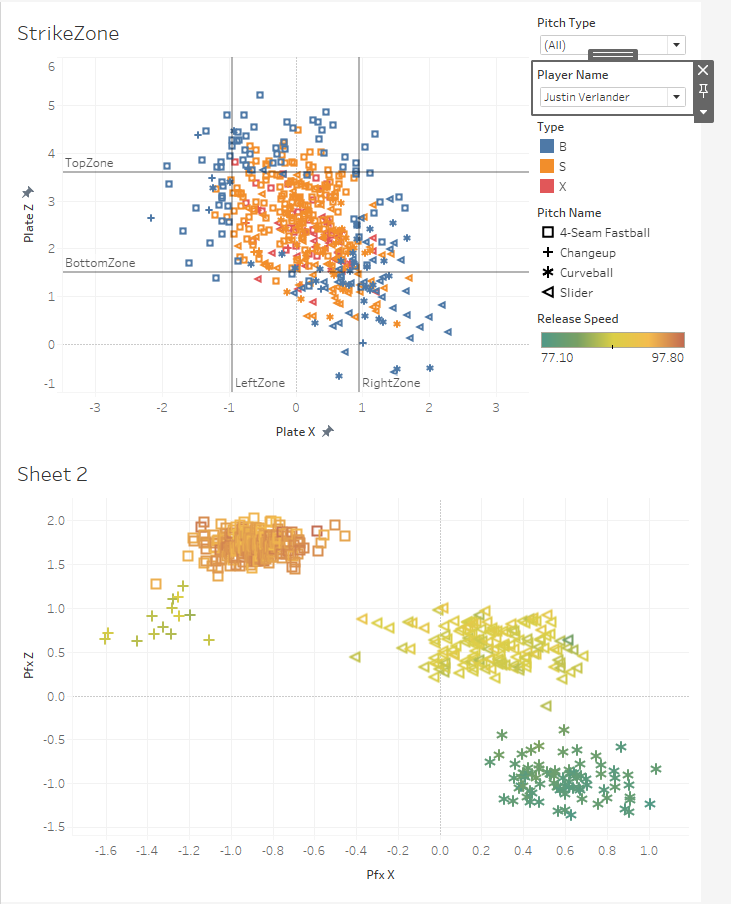 StrikeZone
Pitch Type
(All)
Player Name
Justin Verlander
Type
B
S
X
Pitch Name
4-Seam Fastball
Changeup
Curveball
Slider
Release Speed
77.10 97.80
6
5
4
TopZone
3
Plate Z
2
BottomZone
1
0
-1
LeftZone RightZone
-3 -2 -1 0 1 2 3
Plate X
Sheet 2
2.0
1.5
1.0
0.5
Pfx Z
0.0
-0.5
-1.0
-1.5
-1.6 -1.4 -1.2 -1.0 -0.8 -0.6 -0.4 -0.2 0.0 0.2 0.4 0.6 0.8 1.0
Pfx X